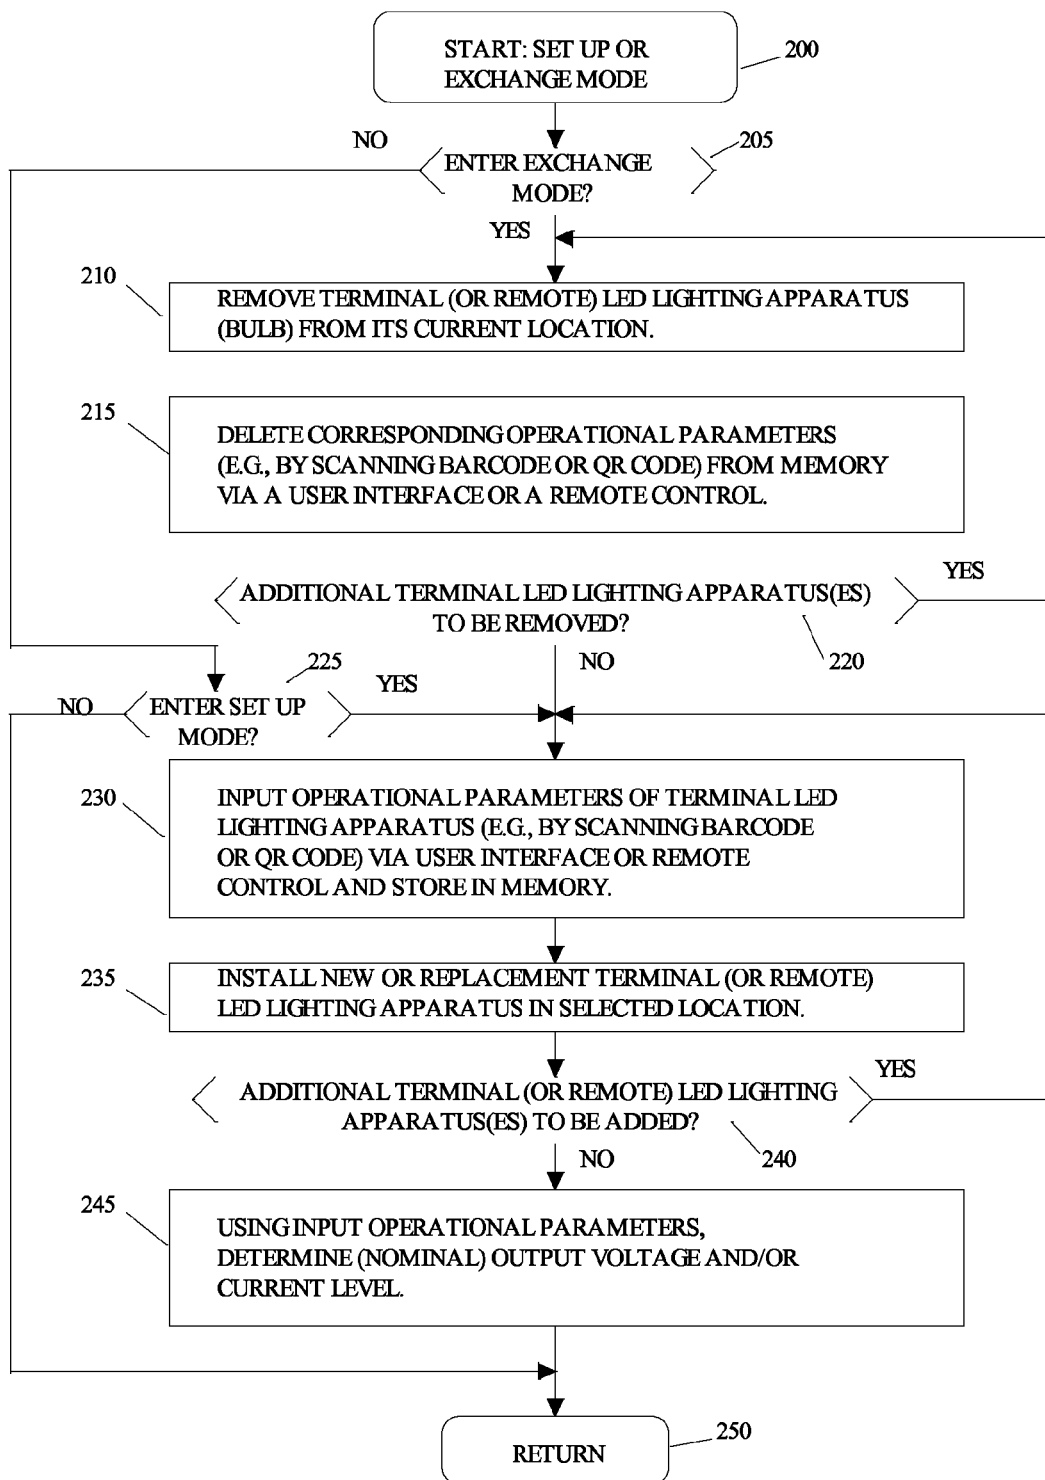 START: SET UP OR
EXCHANGE MODE
200
NO
ENTER EXCHANGE
MODE?
205
YES
210
REMOVE TERMINAL (OR REMOTE) LED LIGHTING APPARATUS
(BULB) FROM ITS CURRENT LOCATION.
215
DELETE CORRESPONDING OPERATIONAL PARAMETERS
(E.G., BY SCANNING BARCODE OR QR CODE) FROM MEMORY
VIA A USER INTERFACE OR A REMOTE CONTROL.
YES
ADDITIONAL TERMINAL LED LIGHTING APPARATUS(ES)
TO BE REMOVED?
220
NO
225
NO
ENTER SET UP
MODE?
YES
230
INPUT OPERATIONAL PARAMETERS OF TERMINAL LED
LIGHTING APPARATUS (E.G., BY SCANNING BARCODE
OR QR CODE) VIA USER INTERFACE OR REMOTE
CONTROL AND STORE IN MEMORY.
235
INSTALL NEW OR REPLACEMENT TERMINAL (OR REMOTE)
LED LIGHTING APPARATUS IN SELECTED LOCATION.
YES
ADDITIONAL TERMINAL (OR REMOTE) LED LIGHTING
APPARATUS(ES) TO BE ADDED?
240
NO
245
USING INPUT OPERATIONAL PARAMETERS,
DETERMINE (NOMINAL) OUTPUT VOLTAGE AND/OR
CURRENT LEVEL.
RETURN
250